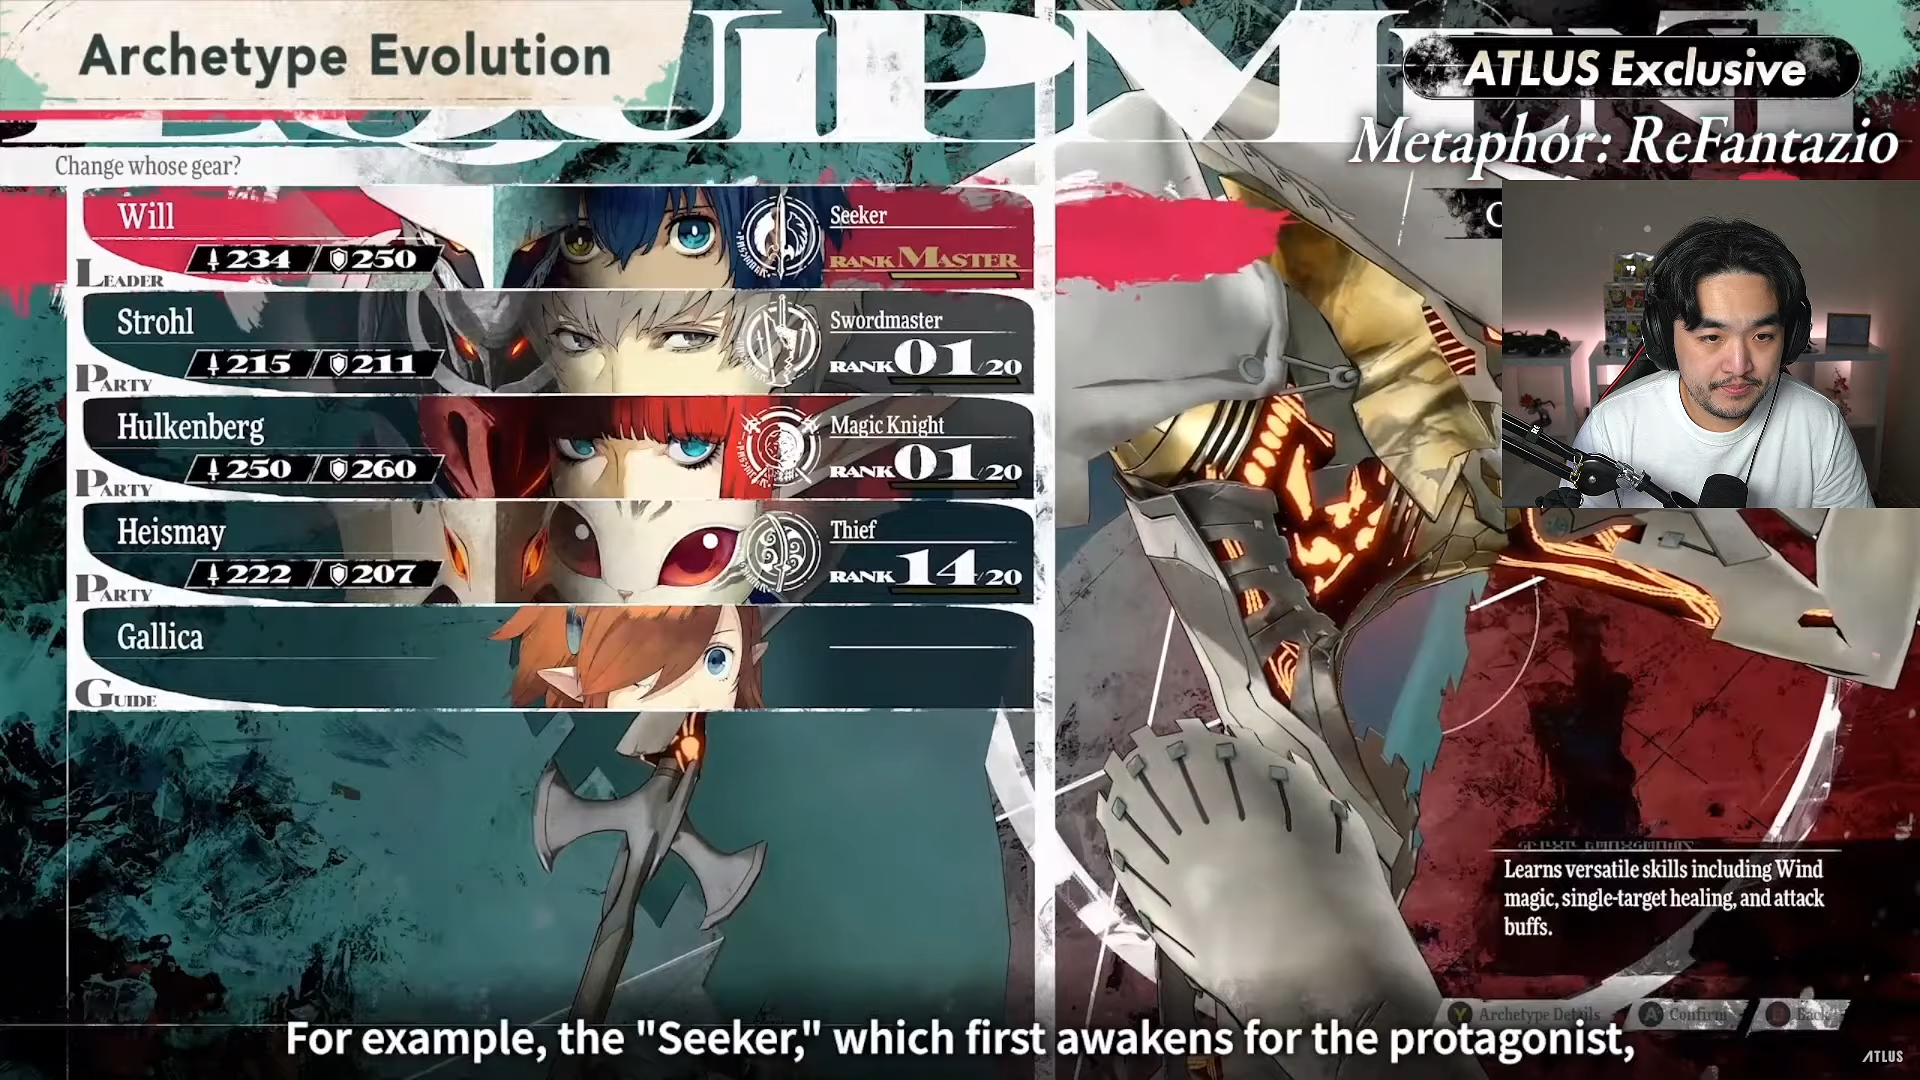 Archetype Evolution
EQUIPMENT
ATLUS Exclusive
Metaphor: ReFantazio
Change whose gear?
Will
234
250
LEADER
Seeker
RANK MASTER
Strohl
215
211
PARTY
Swordmaster
RANK 01/20
Hulkenberg
250
260
PARTY
Magic Knight
RANK 01/20
Heismay
222
207
PARTY
Thief
RANK 14/20
Gallica
GUIDE
Learns versatile skills including Wind
magic, single-target healing, and attack
buffs.
Y Archetype Details A Confirm B Back
For example, the "Seeker," which first awakens for the protagonist,
ATLUS